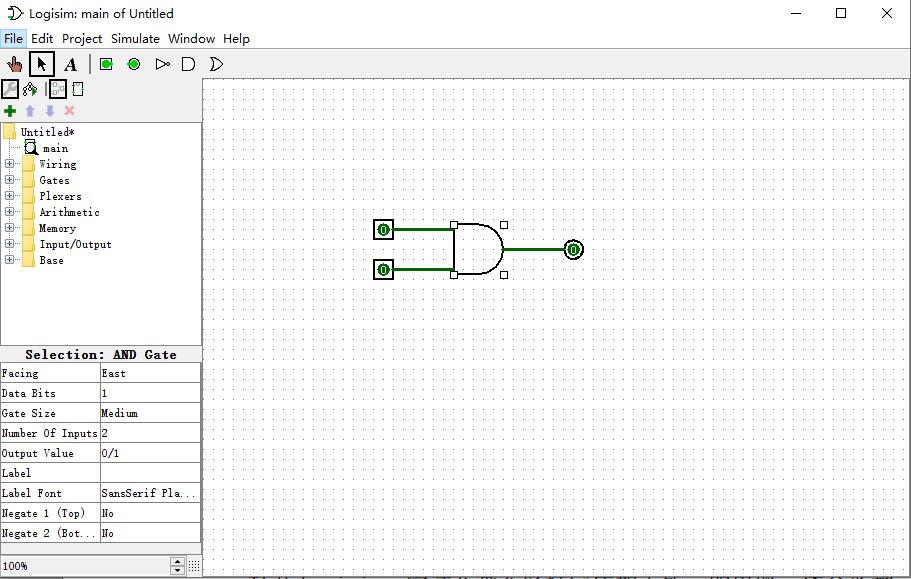 Logisim: main of Untitled
File Edit Project Simulate Window Help
A
Untitled*
main
Wiring
Gates
Plexers
Arithmetic
Memory
Input/Output
Base
0
0
0
Selection: AND Gate
Facing East
Data Bits 1
Gate Size Medium
Number Of Inputs 2
Output Value 0/1
Label
Label Font SansSerif Pla...
Negate 1 (Top) No
Negate 2 (Bot... No
100%